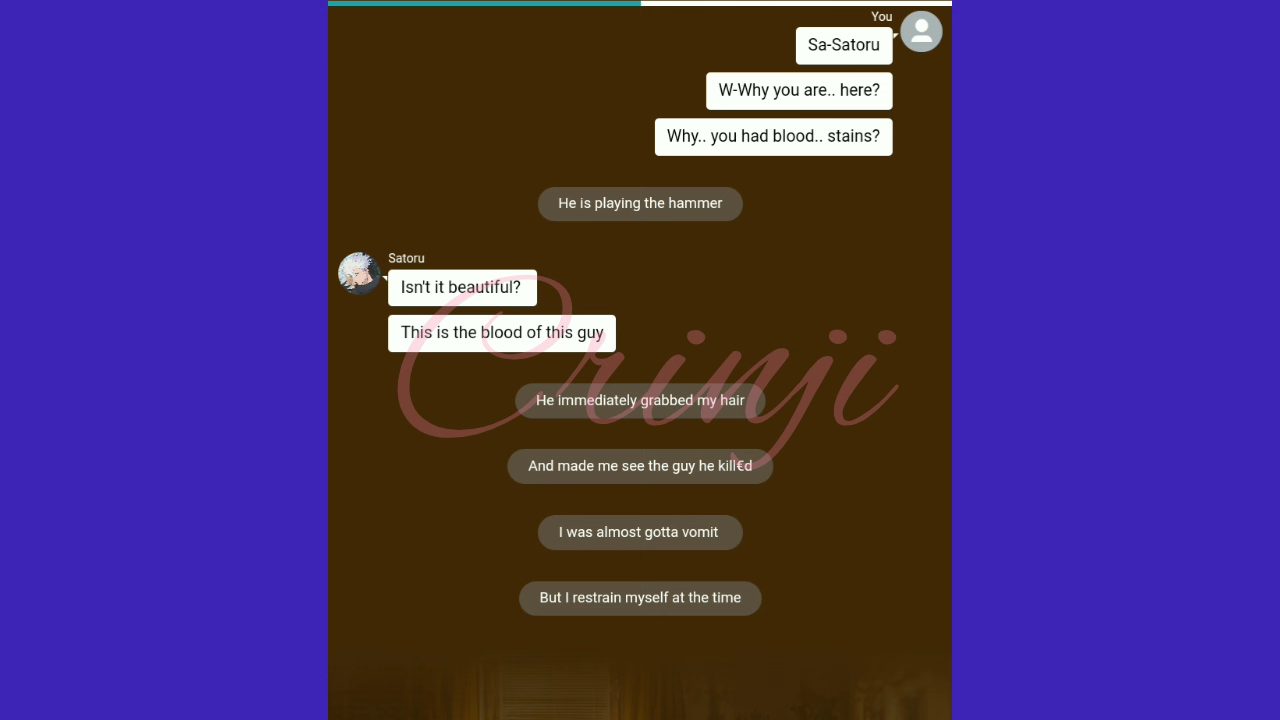 You
Sa-Satoru
W-Why you are.. here?
Why.. you had blood.. stains?
He is playing the hammer
Satoru
Isn't it beautiful?
This is the blood of this guy
Crinji
He immediately grabbed my hair
And made me see the guy he kill€d
I was almost gotta vomit
But I restrain myself at the time